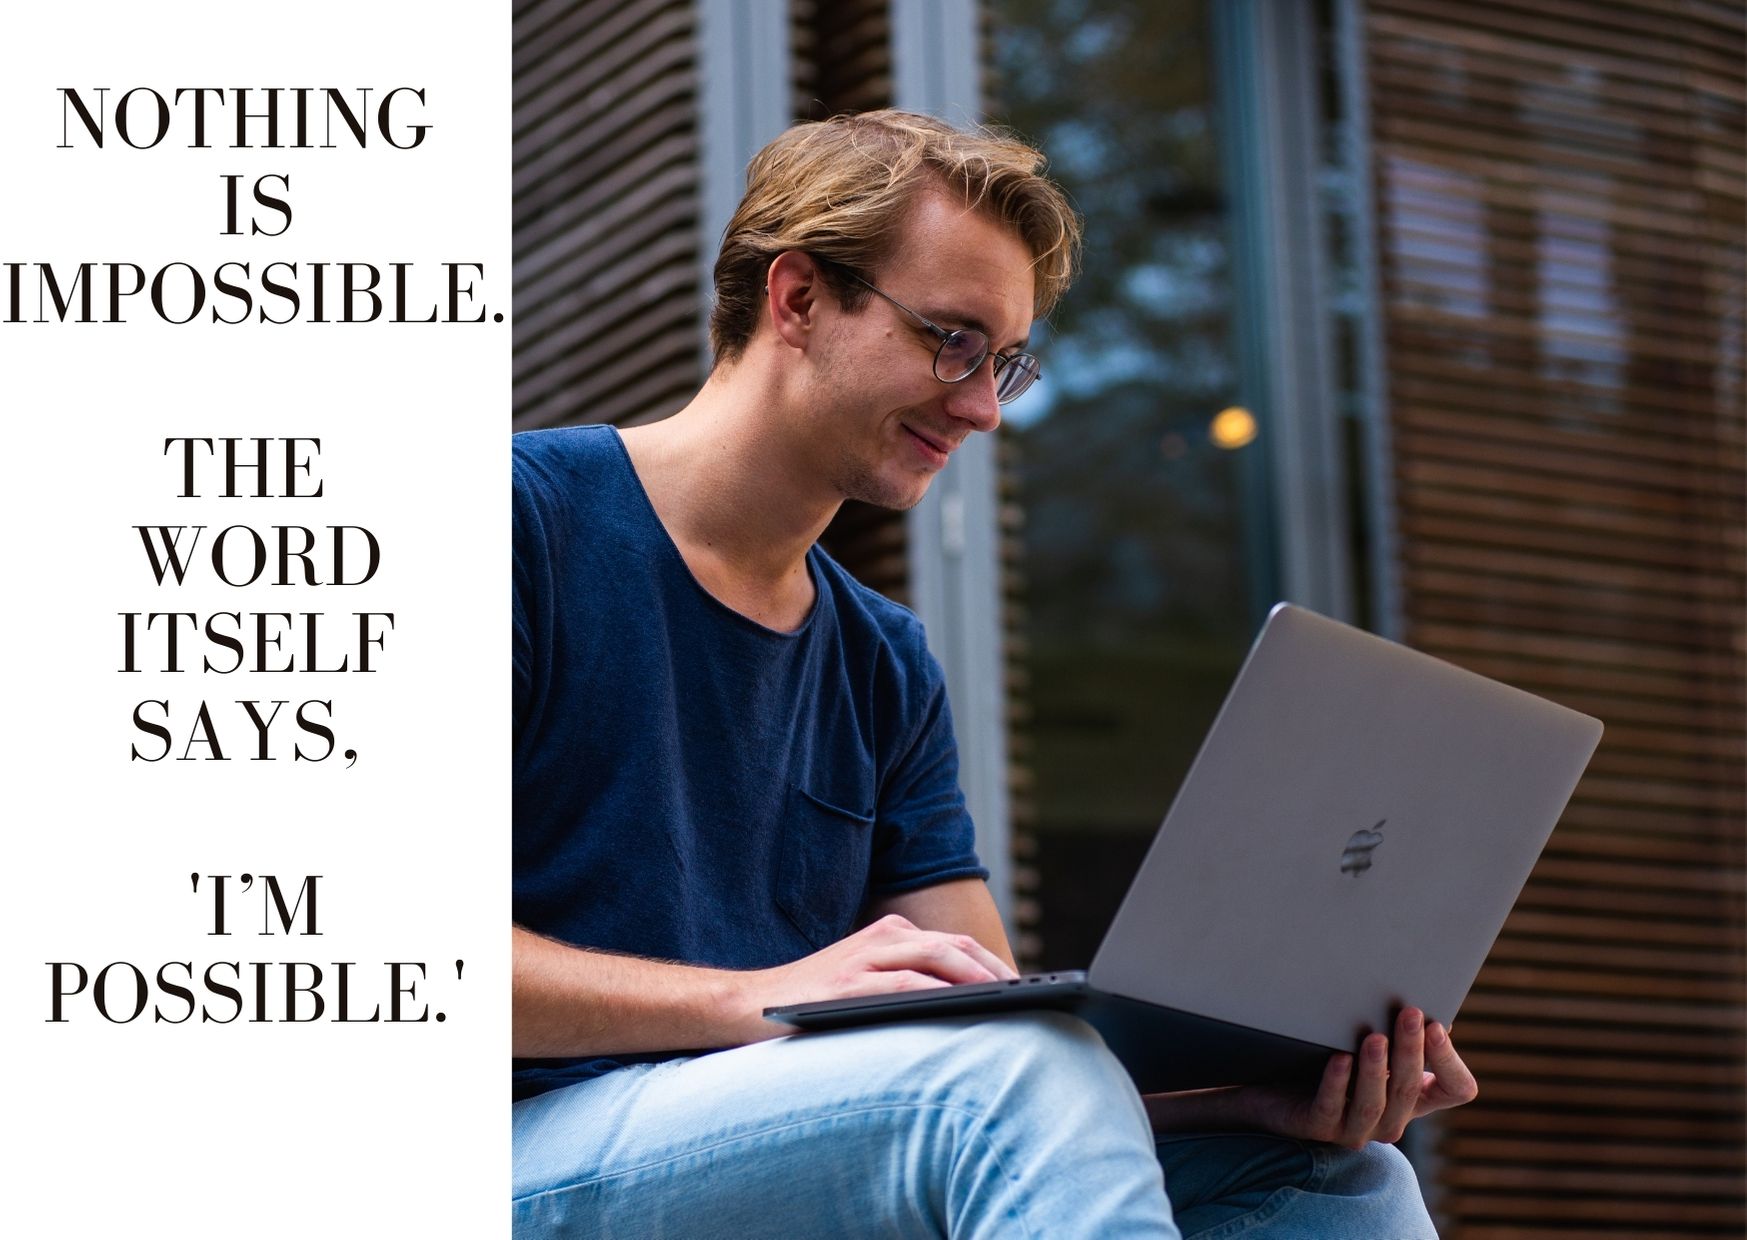 NOTHING
IS
IMPOSSIBLE.
THE
WORD
ITSELF
SAYS,
'I’M
POSSIBLE.'